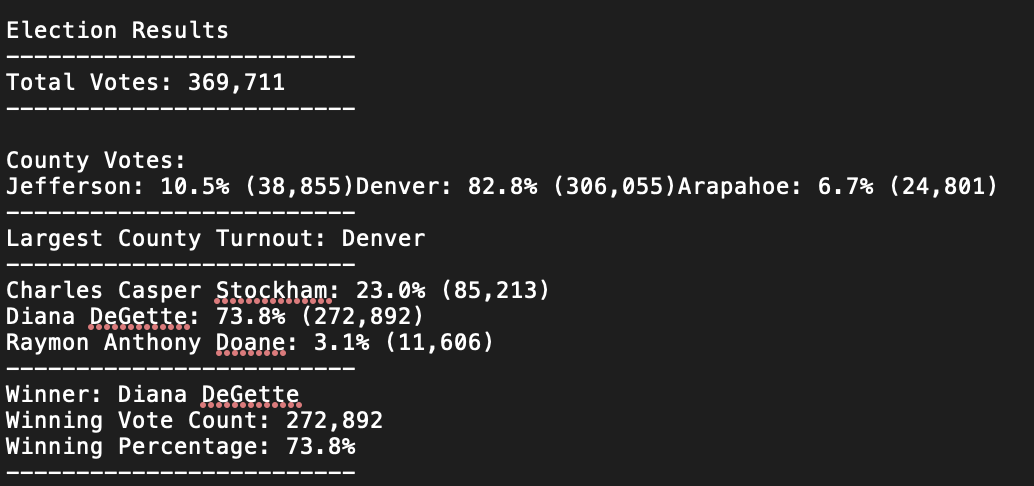 Election Results
-------------------------
Total Votes: 369,711
-------------------------
County Votes:
Jefferson: 10.5% (38,855)Denver: 82.8% (306,055)Arapahoe: 6.7% (24,801)
-------------------------
Largest County Turnout: Denver
-------------------------
Charles Casper Stockham: 23.0% (85,213)
Diana DeGette: 73.8% (272,892)
Raymon Anthony Doane: 3.1% (11,606)
-------------------------
Winner: Diana DeGette
Winning Vote Count: 272,892
Winning Percentage: 73.8%
-------------------------